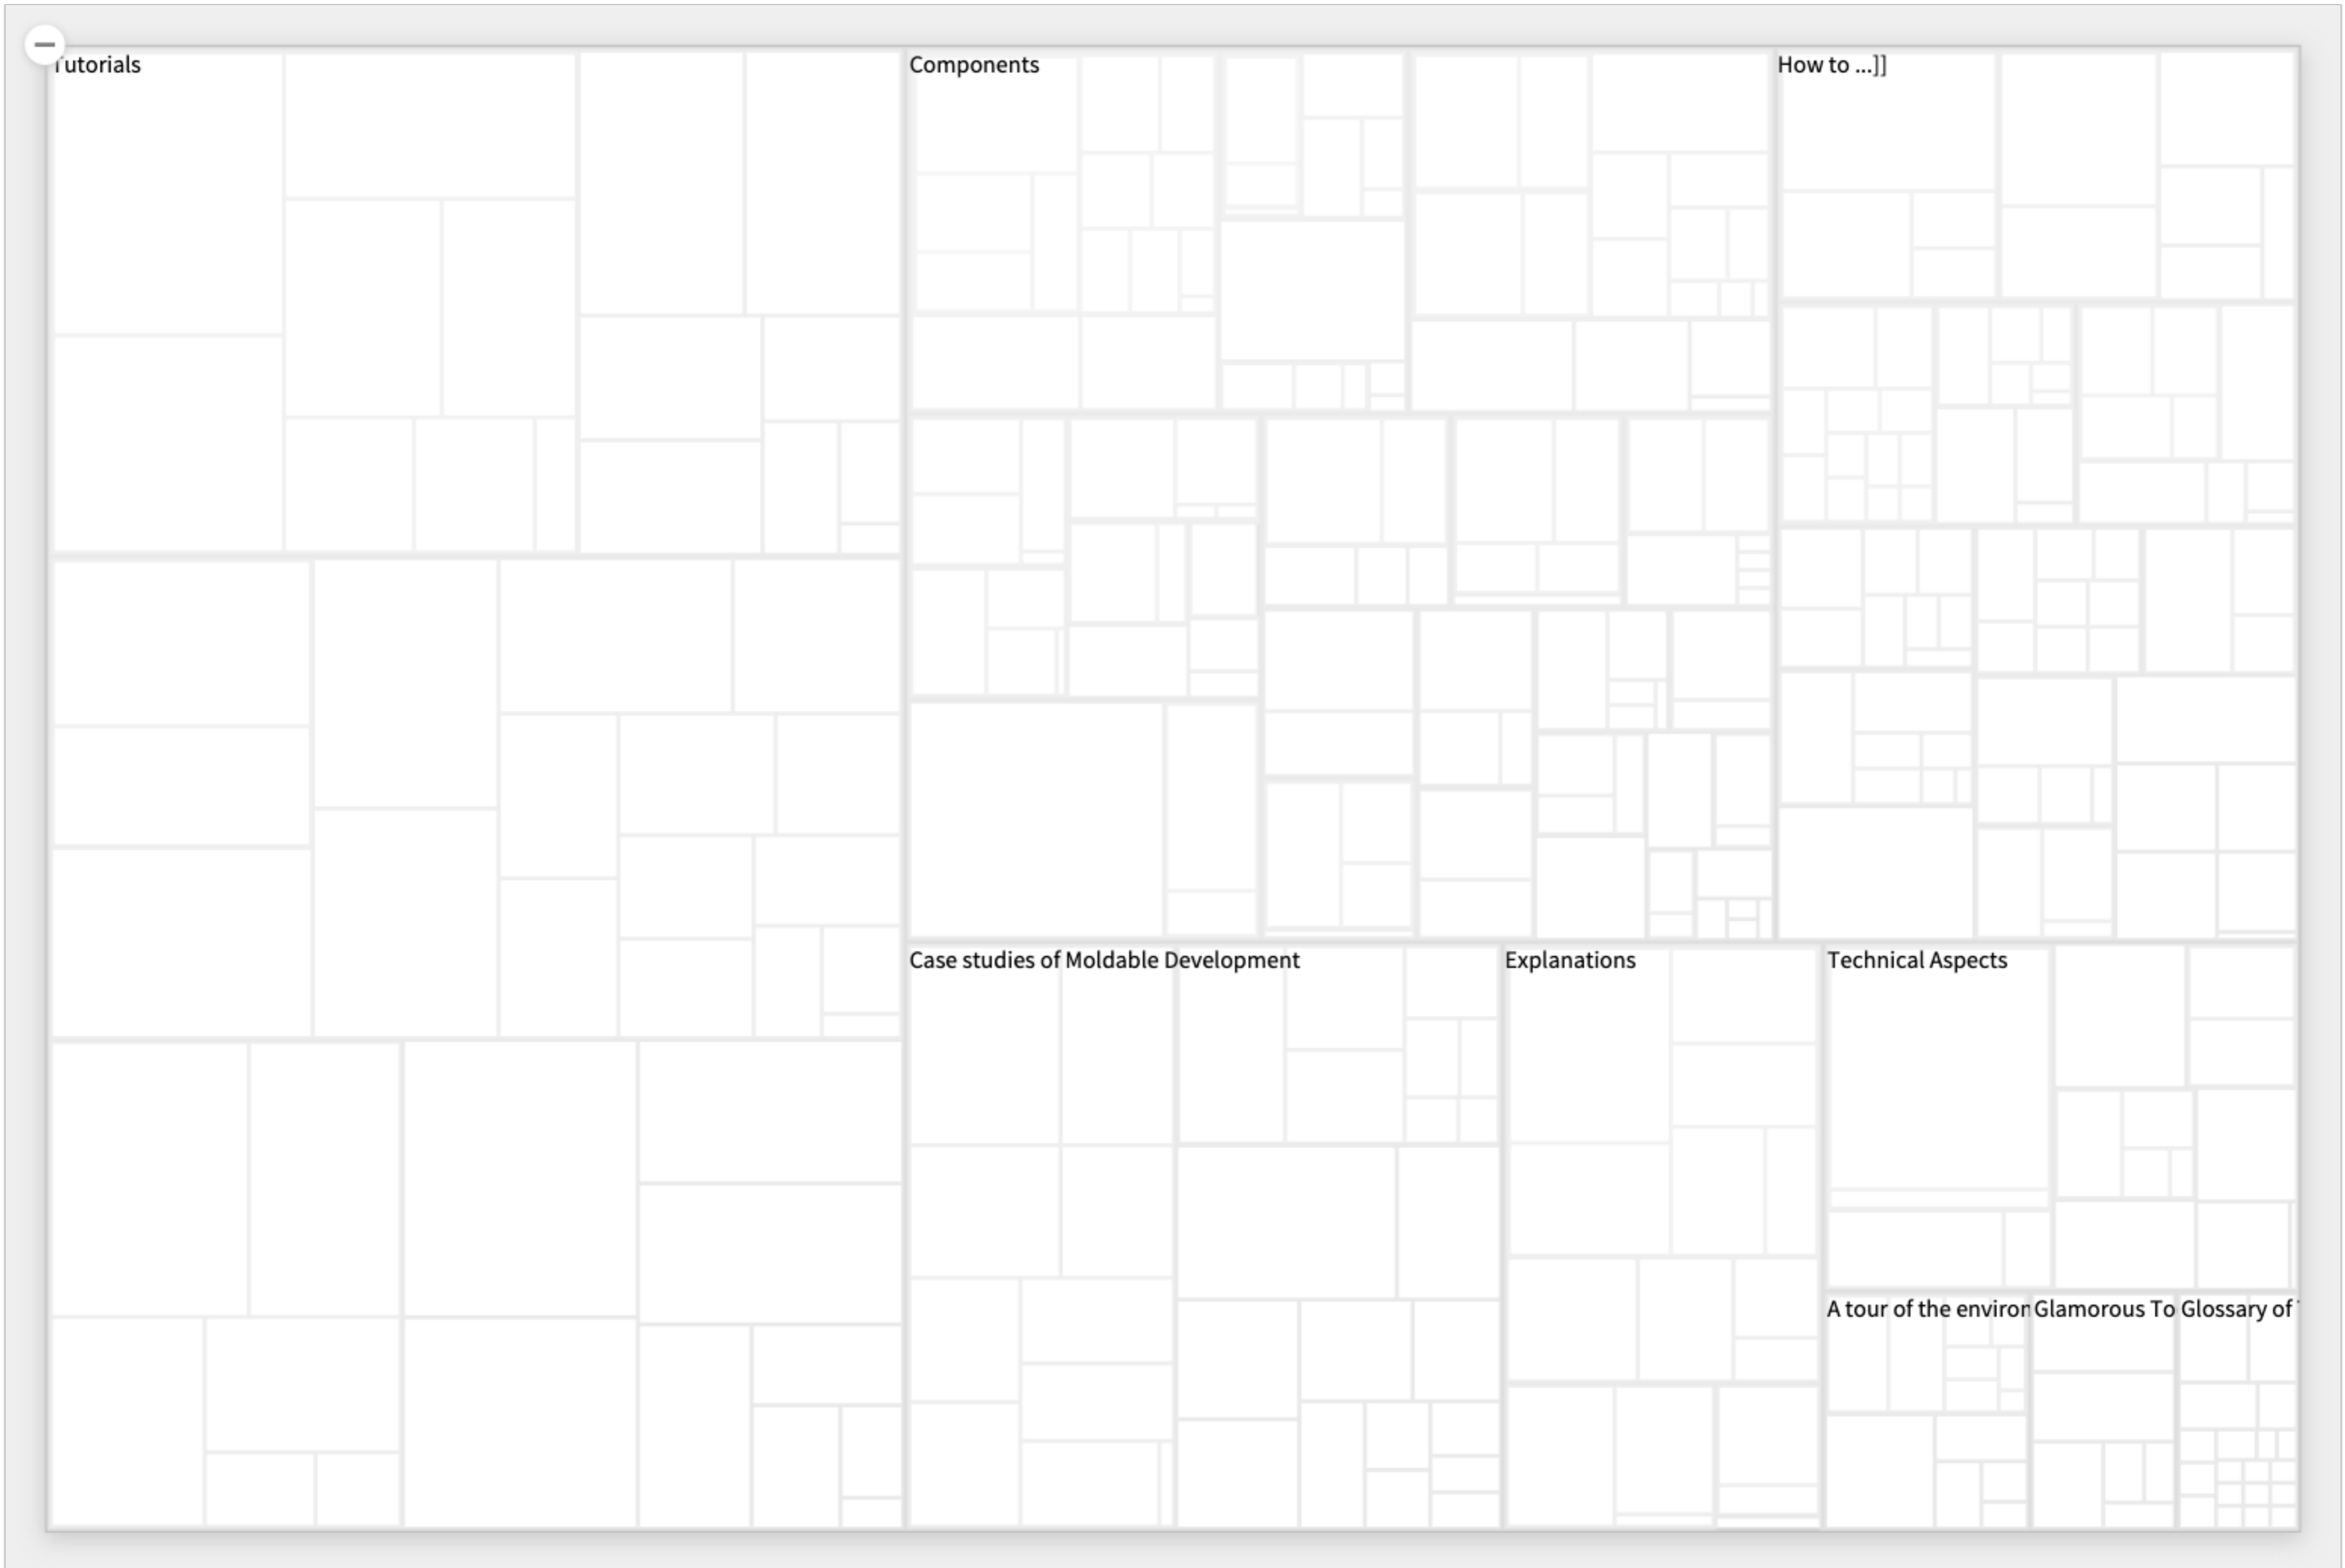 Tutorials
Components
How to ...]]
Case studies of Moldable Development
Explanations
Technical Aspects
A tour of the environ
Glamorous To
Glossary of